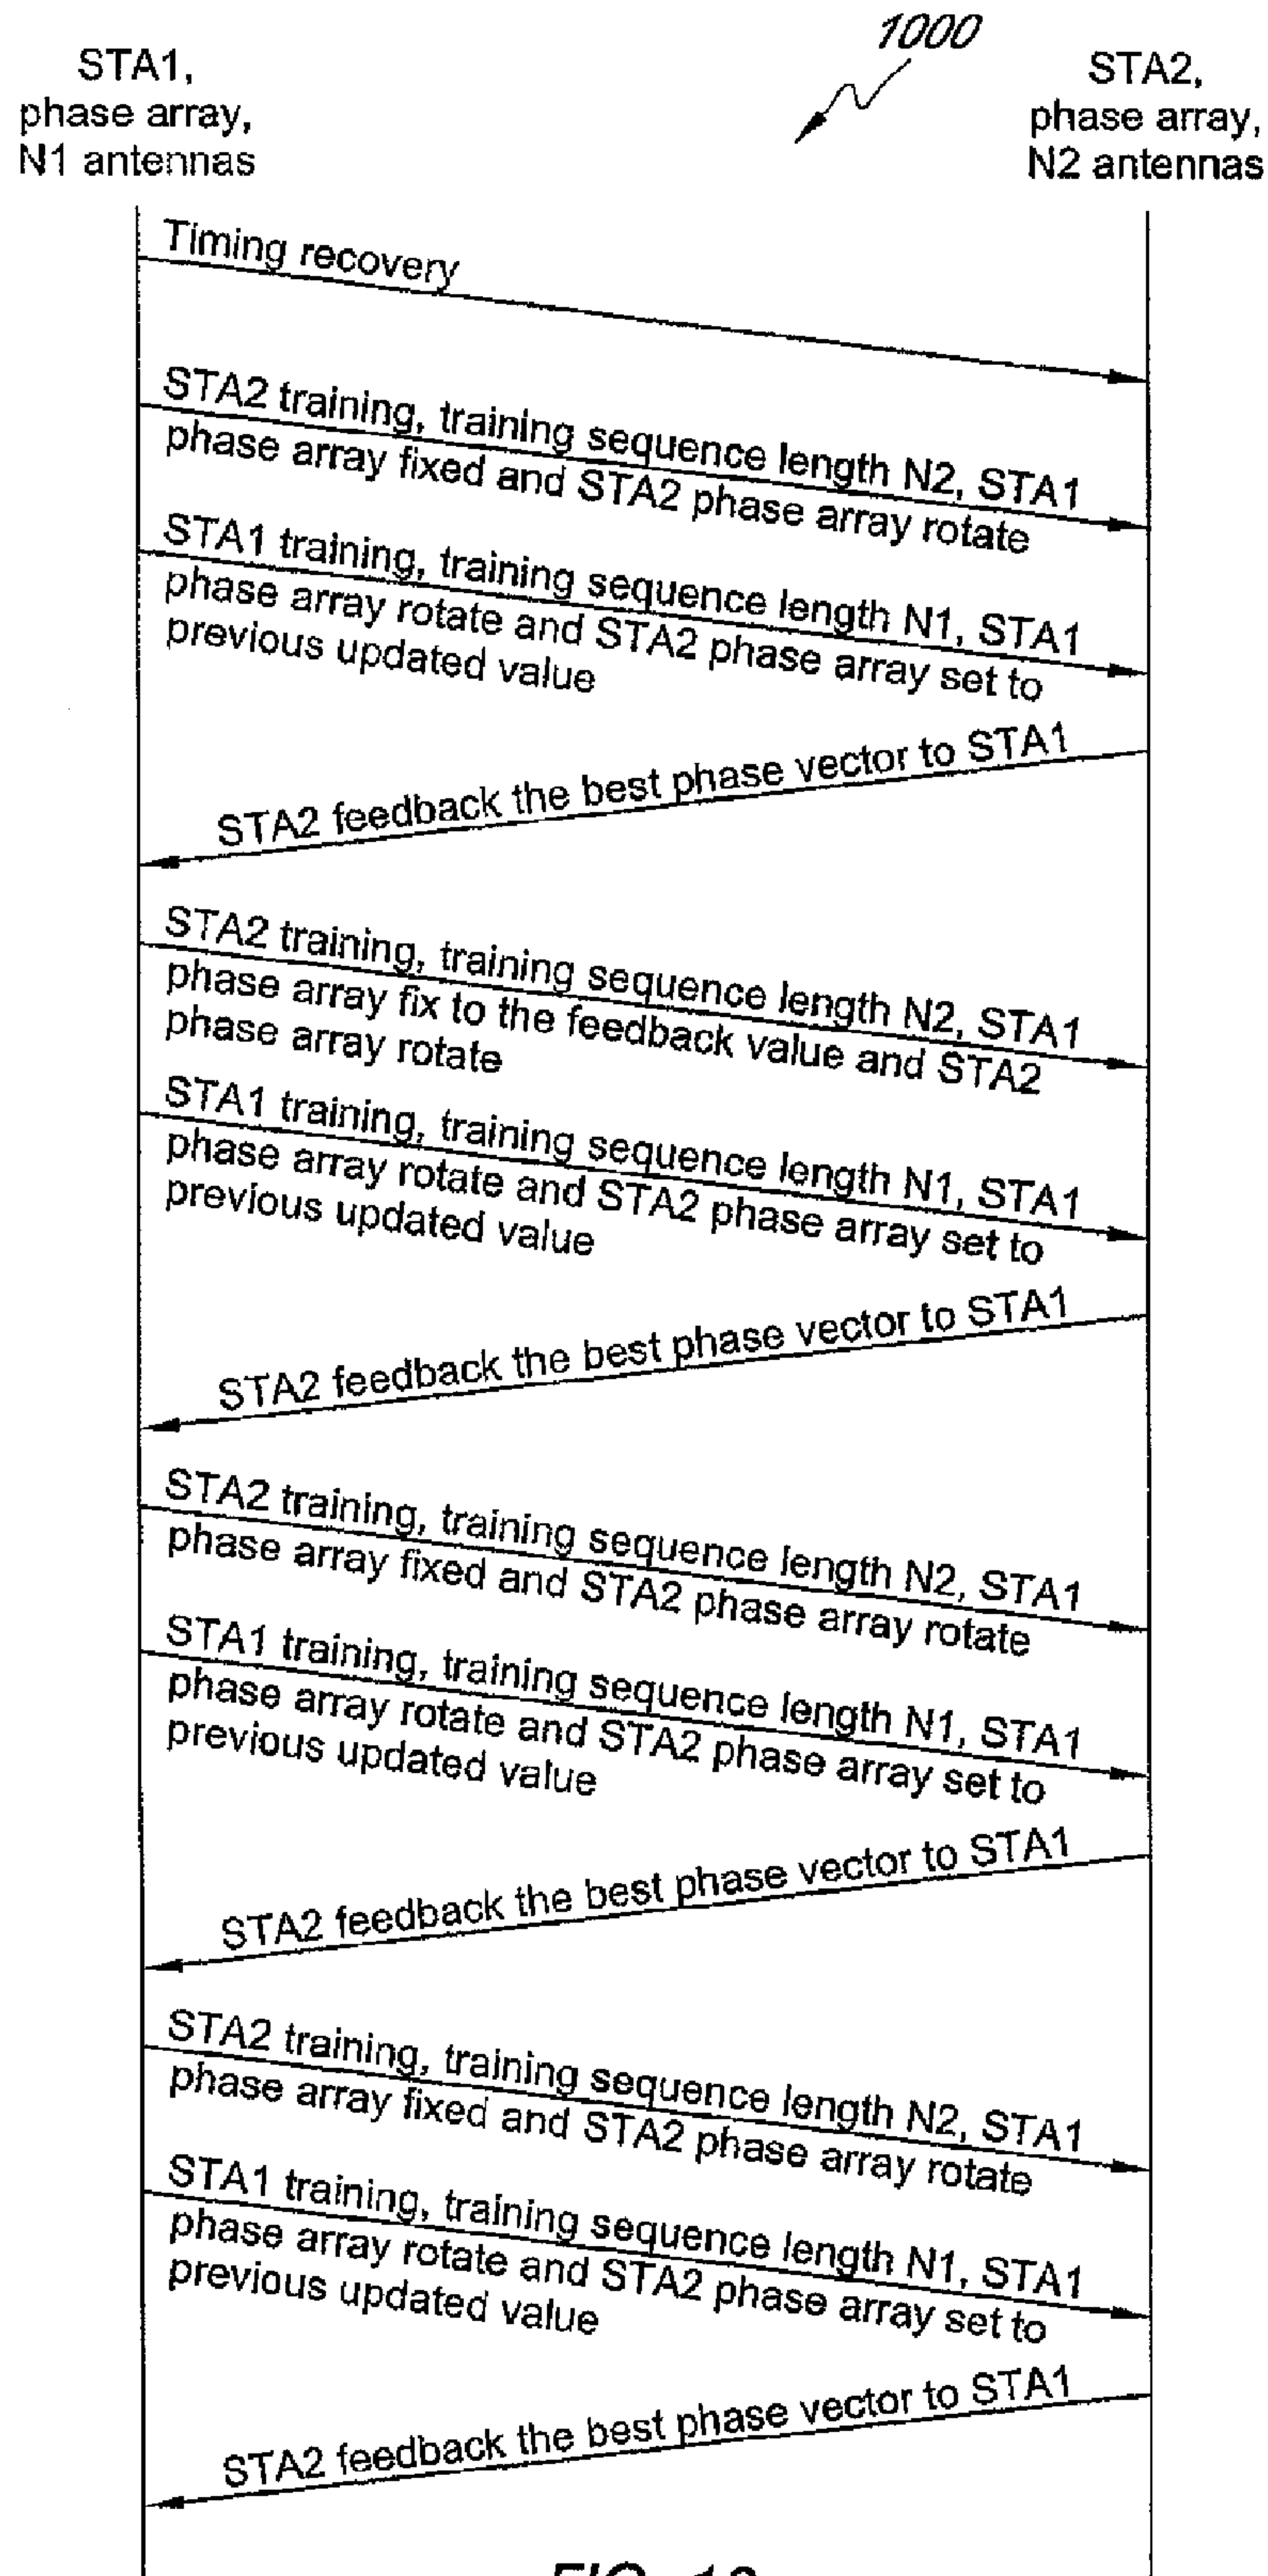 1000
STA1,
phase array,
N1 antennas
STA2,
phase array,
N2 antennas
Timing recovery
STA2 training, training sequence length N2, STA1
phase array fixed and STA2 phase array rotate
STA1 training, training sequence length N1, STA1
phase array rotate and STA2 phase array set to
previous updated value
STA2 feedback the best phase vector to STA1
STA2 training, training sequence length N2, STA1
phase array fix to the feedback value and STA2
phase array rotate
STA1 training, training sequence length N1, STA1
phase array rotate and STA2 phase array set to
previous updated value
STA2 feedback the best phase vector to STA1
STA2 training, training sequence length N2, STA1
phase array fixed and STA2 phase array rotate
STA1 training, training sequence length N1, STA1
phase array rotate and STA2 phase array set to
previous updated value
STA2 feedback the best phase vector to STA1
STA2 training, training sequence length N2, STA1
phase array fixed and STA2 phase array rotate
STA1 training, training sequence length N1, STA1
phase array rotate and STA2 phase array set to
previous updated value
STA2 feedback the best phase vector to STA1